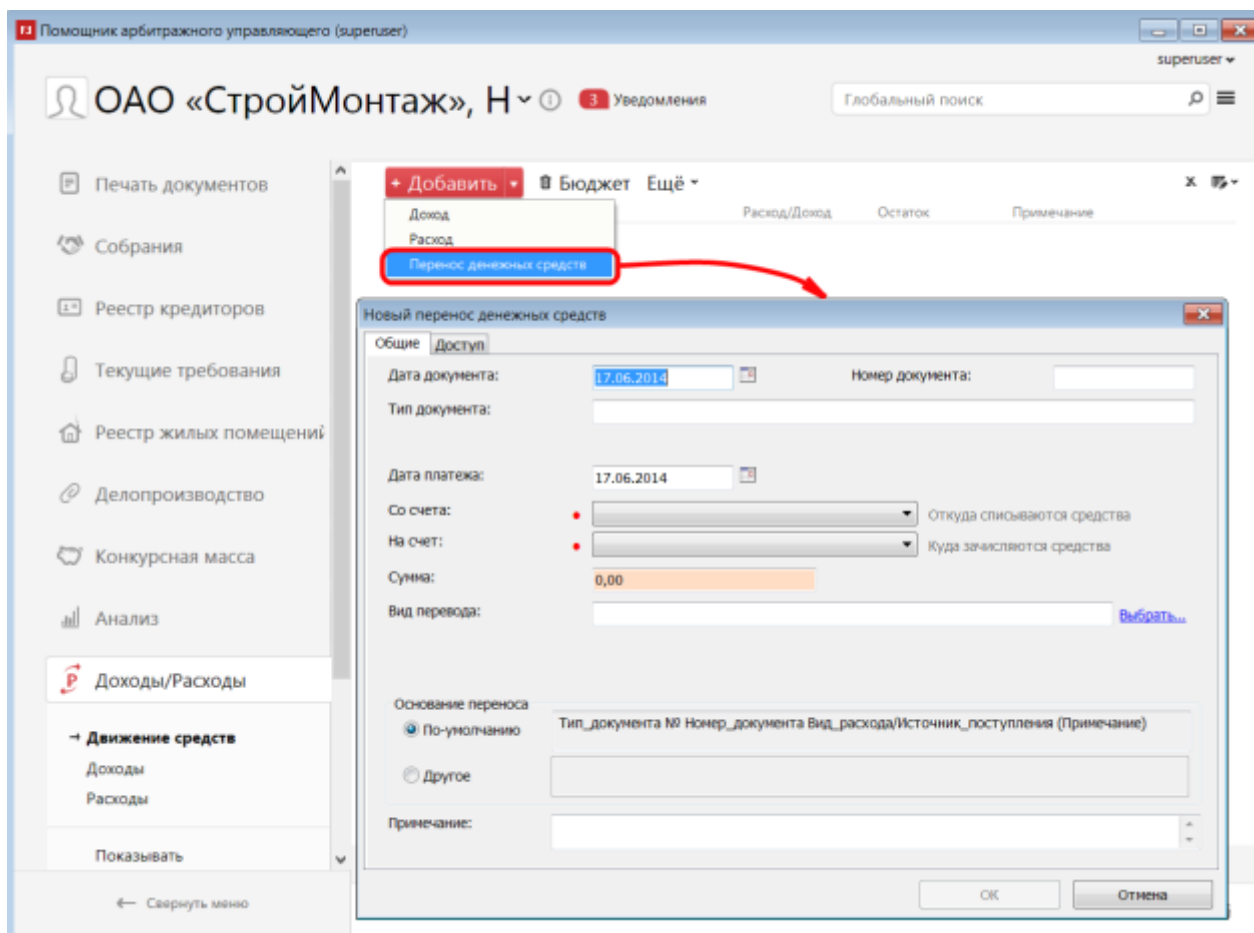 Помощник арбитражного управляющего (superuser)
superuser
ОАО «СтройМонтаж», Н
3 Уведомления
Глобальный поиск
Печать документов
Собрания
Реестр кредиторов
Текущие требования
Реестр жилых помещений
Делопроизводство
Конкурсная масса
Анализ
Доходы/Расходы
→ Движение средств
Доходы
Расходы
Показывать
← Свернуть меню
+ Добавить
Бюджет
Ещё
Доход
Расход
Перенос денежных средств
Расход/Доход
Остаток
Примечание
Новый перенос денежных средств
Общие
Доступ
Дата документа:
17.06.2014
Номер документа:
Тип документа:
Дата платежа:
17.06.2014
Со счета:
Откуда списываются средства
На счет:
Куда зачисляются средства
Сумма:
0,00
Вид перевода:
Выбрать...
Основание переноса
По-умолчанию
Тип_документа № Номер_документа Вид_расхода/Источник_поступления (Примечание)
Другое
Примечание:
ОК
Отмена